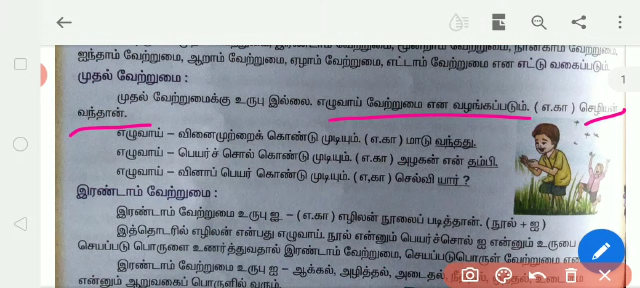 ஐந்தாம் வேற்றுமை, ஆறாம் வேற்றுமை, ஏழாம் வேற்றுமை, எட்டாம் வேற்றுமை என எட்டு வகைப்படும்.
முதல் வேற்றுமை :
முதல் வேற்றுமைக்கு உருபு இல்லை. எழுவாய் வேற்றுமை என வழங்கப்படும். ( எ.கா ) செழியன்
வந்தான்.
எழுவாய் – வினைமுற்றைக் கொண்டு முடியும். ( எ.கா ) மாடு வந்தது.
எழுவாய் – பெயர்ச் சொல் கொண்டு முடியும். ( எ.கா ) அழகன் என் தம்பி.
எழுவாய் – வினாப் பெயர் கொண்டு முடியும். ( எ,கா ) செல்வி யார் ?
இரண்டாம் வேற்றுமை :
இரண்டாம் வேற்றுமை உருபு ஐ. – ( எ.கா ) எழிலன் நூலைப் படித்தான். ( நூல் + ஐ )
இத்தொடரில் எழிலன் என்பது எழுவாய். நூல் என்னும் பெயர்ச்சொல் ஐ என்னும் உருபை
செயப்படு பொருளை உணர்த்துவதால் இரண்டாம் வேற்றுமை, செயப்படுபொருள் வேற்றுமை
இரண்டாம் வேற்றுமை உருபு ஐ – ஆக்கல், அழித்தல், அடைதல்,
என்னும் ஆறுவகைப் பொருளில் வரும்.
1